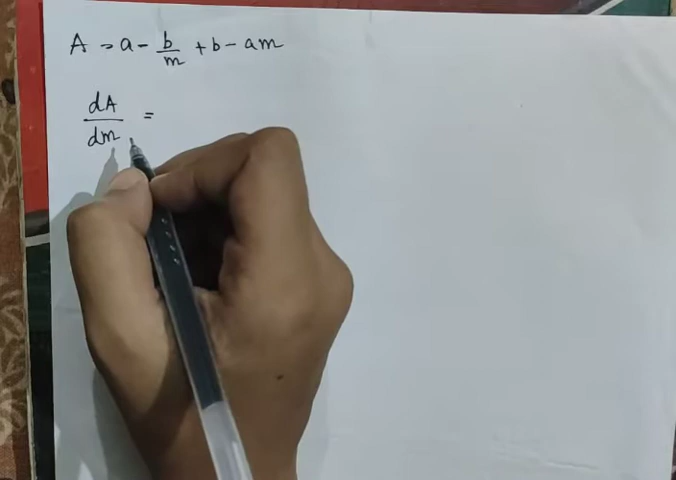 A = a - b/m + b - am
dA/dm =